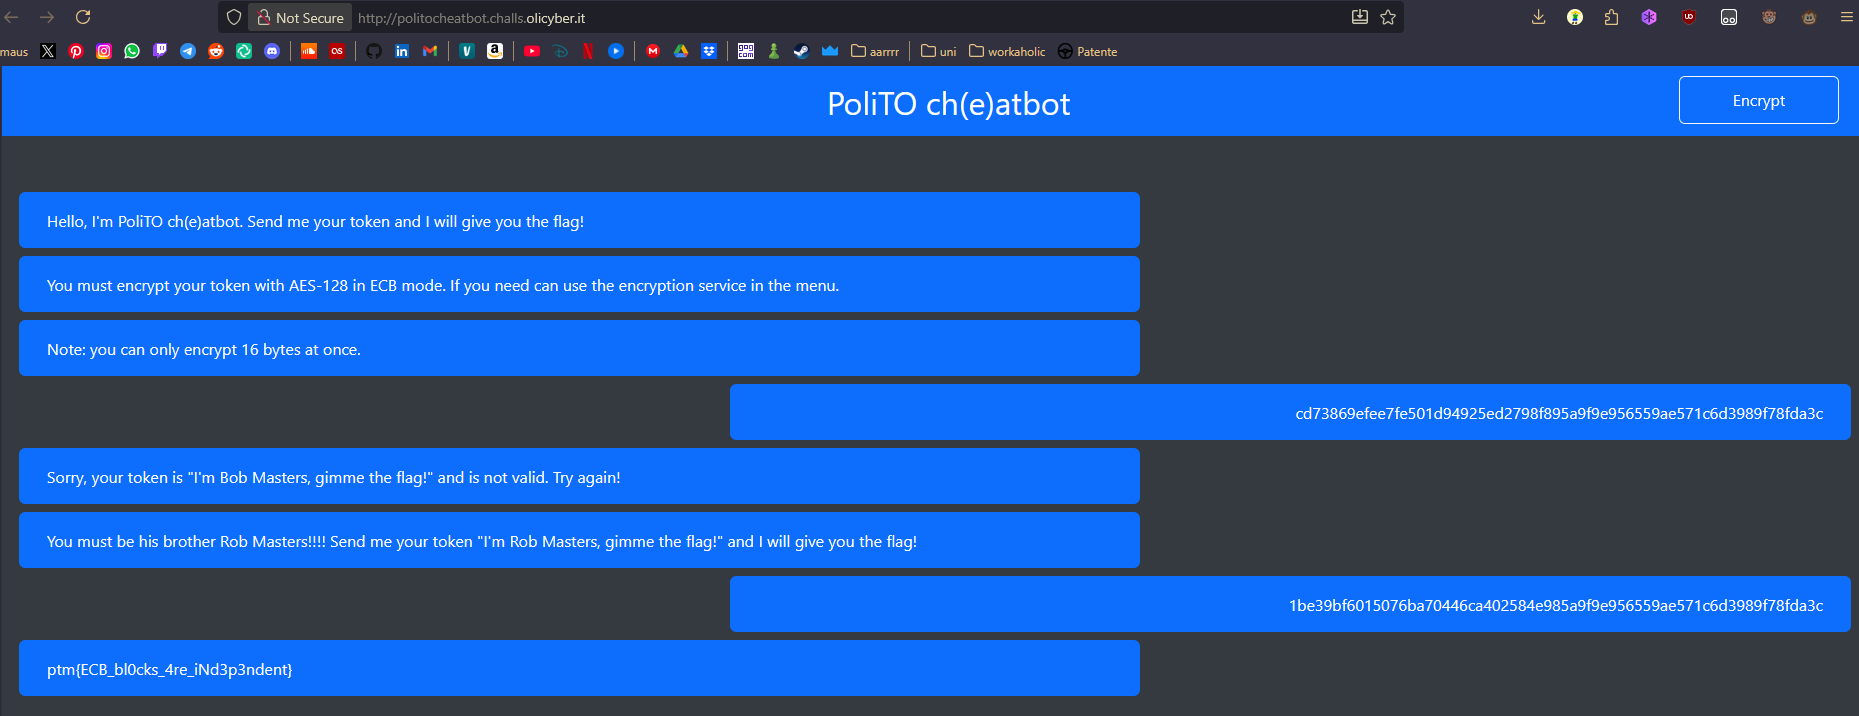 Not Secure http://politocheatbot.challs.olicyber.it
maus aarrrr uni workaholic Patente
PoliTO ch(e)atbot
Encrypt
Hello, I'm PoliTO ch(e)atbot. Send me your token and I will give you the flag!
You must encrypt your token with AES-128 in ECB mode. If you need can use the encryption service in the menu.
Note: you can only encrypt 16 bytes at once.
cd73869efee7fe501d94925ed2798f895a9f9e956559ae571c6d3989f78fda3c
Sorry, your token is "I'm Bob Masters, gimme the flag!" and is not valid. Try again!
You must be his brother Rob Masters!!!! Send me your token "I'm Rob Masters, gimme the flag!" and I will give you the flag!
1be39bf6015076ba70446ca402584e985a9f9e956559ae571c6d3989f78fda3c
ptm{ECB_bl0cks_4re_iNd3p3ndent}